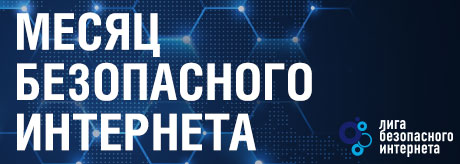 МЕСЯЦ
БЕЗОПАСНОГО
ИНТЕРНЕТА
лига
безопасного
интернета